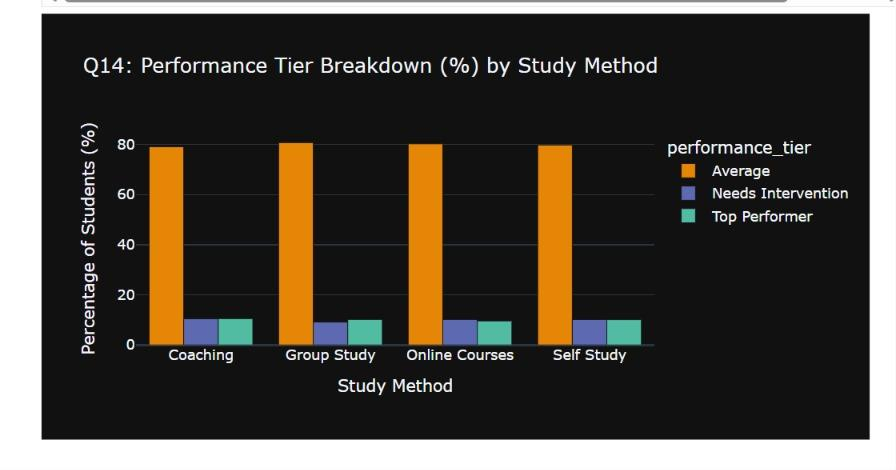 Q14: Performance Tier Breakdown (%) by Study Method
Percentage of Students (%)
80
60
40
20
0
Coaching
Group Study
Online Courses
Self Study
Study Method
performance_tier
Average
Needs Intervention
Top Performer